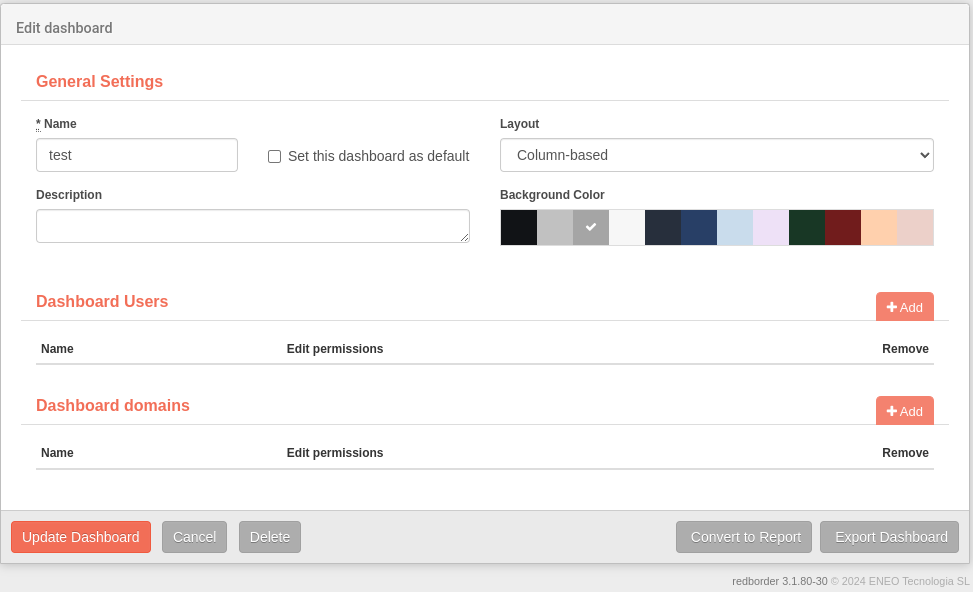 Edit dashboard
General Settings
* Name
Layout
test
Set this dashboard as default
Column-based
Description
Background Color
Dashboard Users
Add
Name Edit permissions Remove
Dashboard domains
Add
Name Edit permissions Remove
Update Dashboard Cancel Delete Convert to Report Export Dashboard
redborder 3.1.80-30 © 2024 ENEO Tecnologia SL